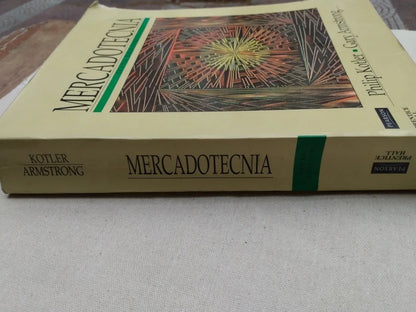 MERCADOTECNIA
Philip Kotler • Gary Armstrong
PEARSON
KOTLER
ARMSTRONG
MERCADOTECNIA
PEARSON
PRENTICE
HALL